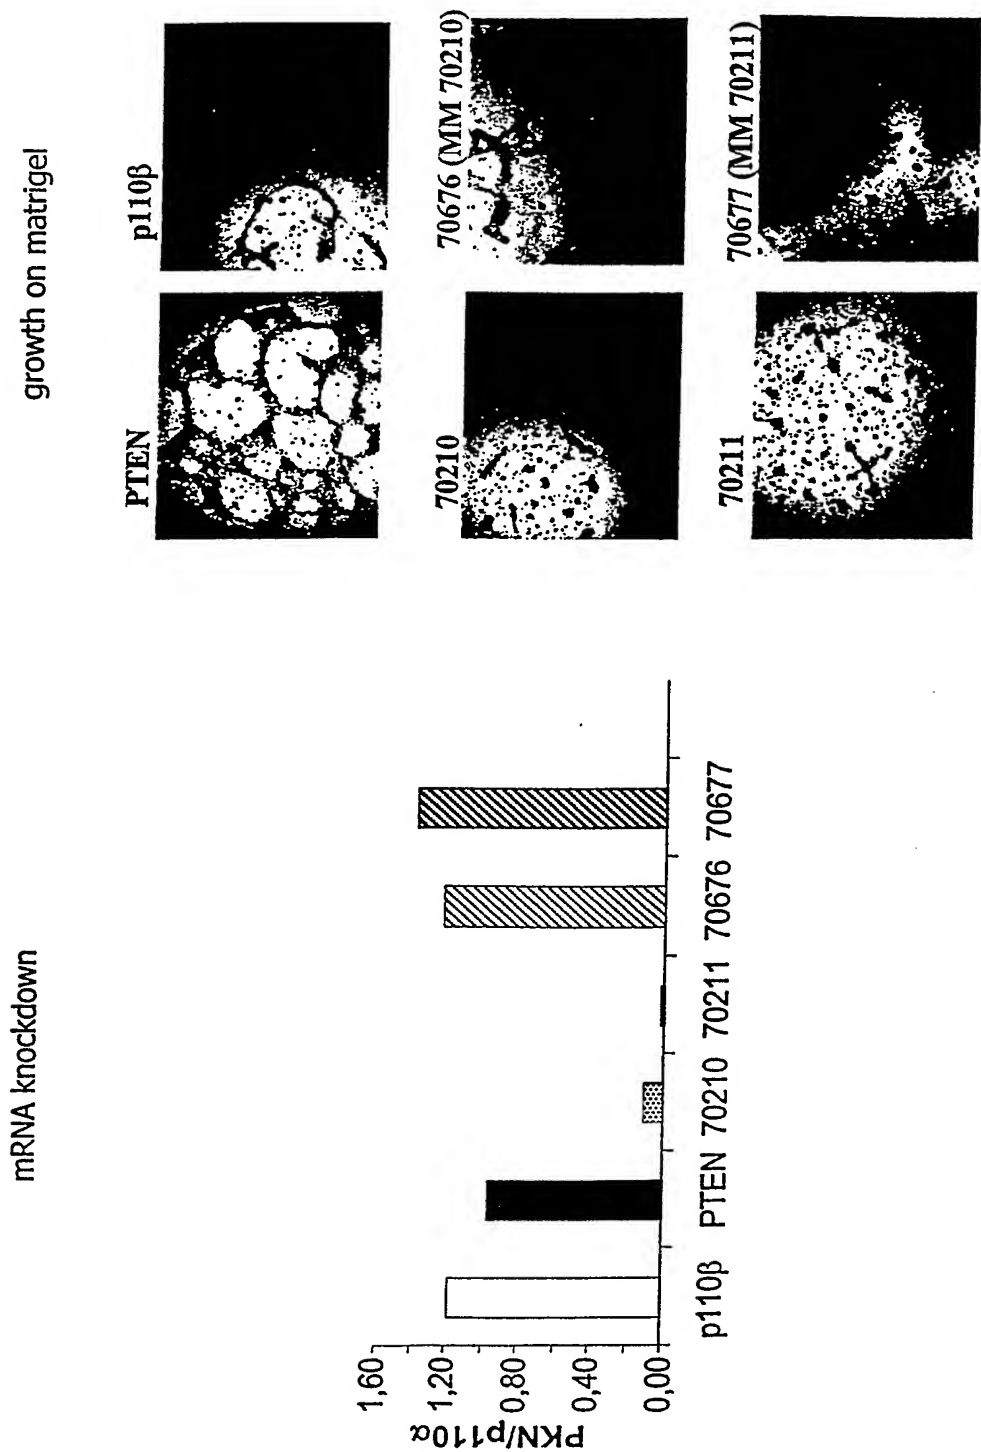 mRNA knockdown
PKN/p110α
1,60
1,20
0,80
0,40
0,00
p110β PTEN 70210 70211 70676 70677
growth on matrigel
PTEN
p110β
70210
70676 (MM 70210)
70211
70677 (MM 70211)